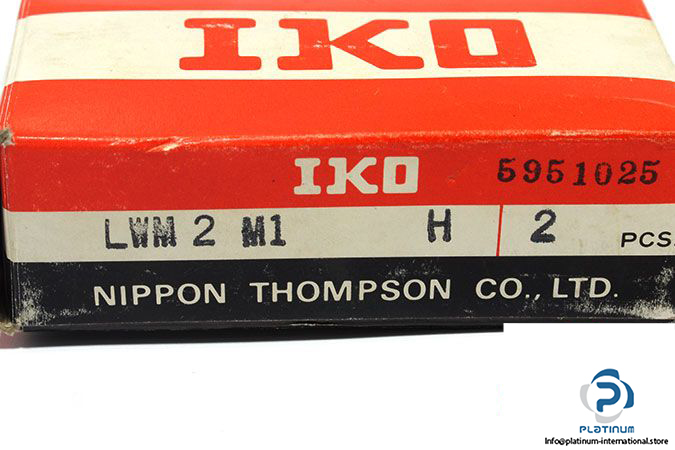 IKO
IKO 5951025
LWM 2 M1 H 2 PCS.
NIPPON THOMPSON CO., LTD.
P
PLATINUM
info@platinum-international.store